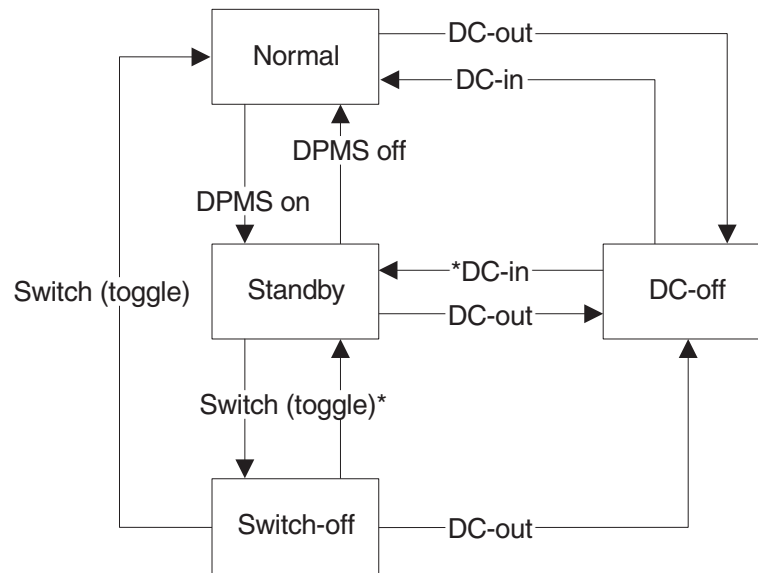 Normal
DC-out
DC-in
DPMS off
DPMS on
Switch (toggle)
Standby
*DC-in
DC-out
DC-off
Switch (toggle)*
Switch-off
DC-out